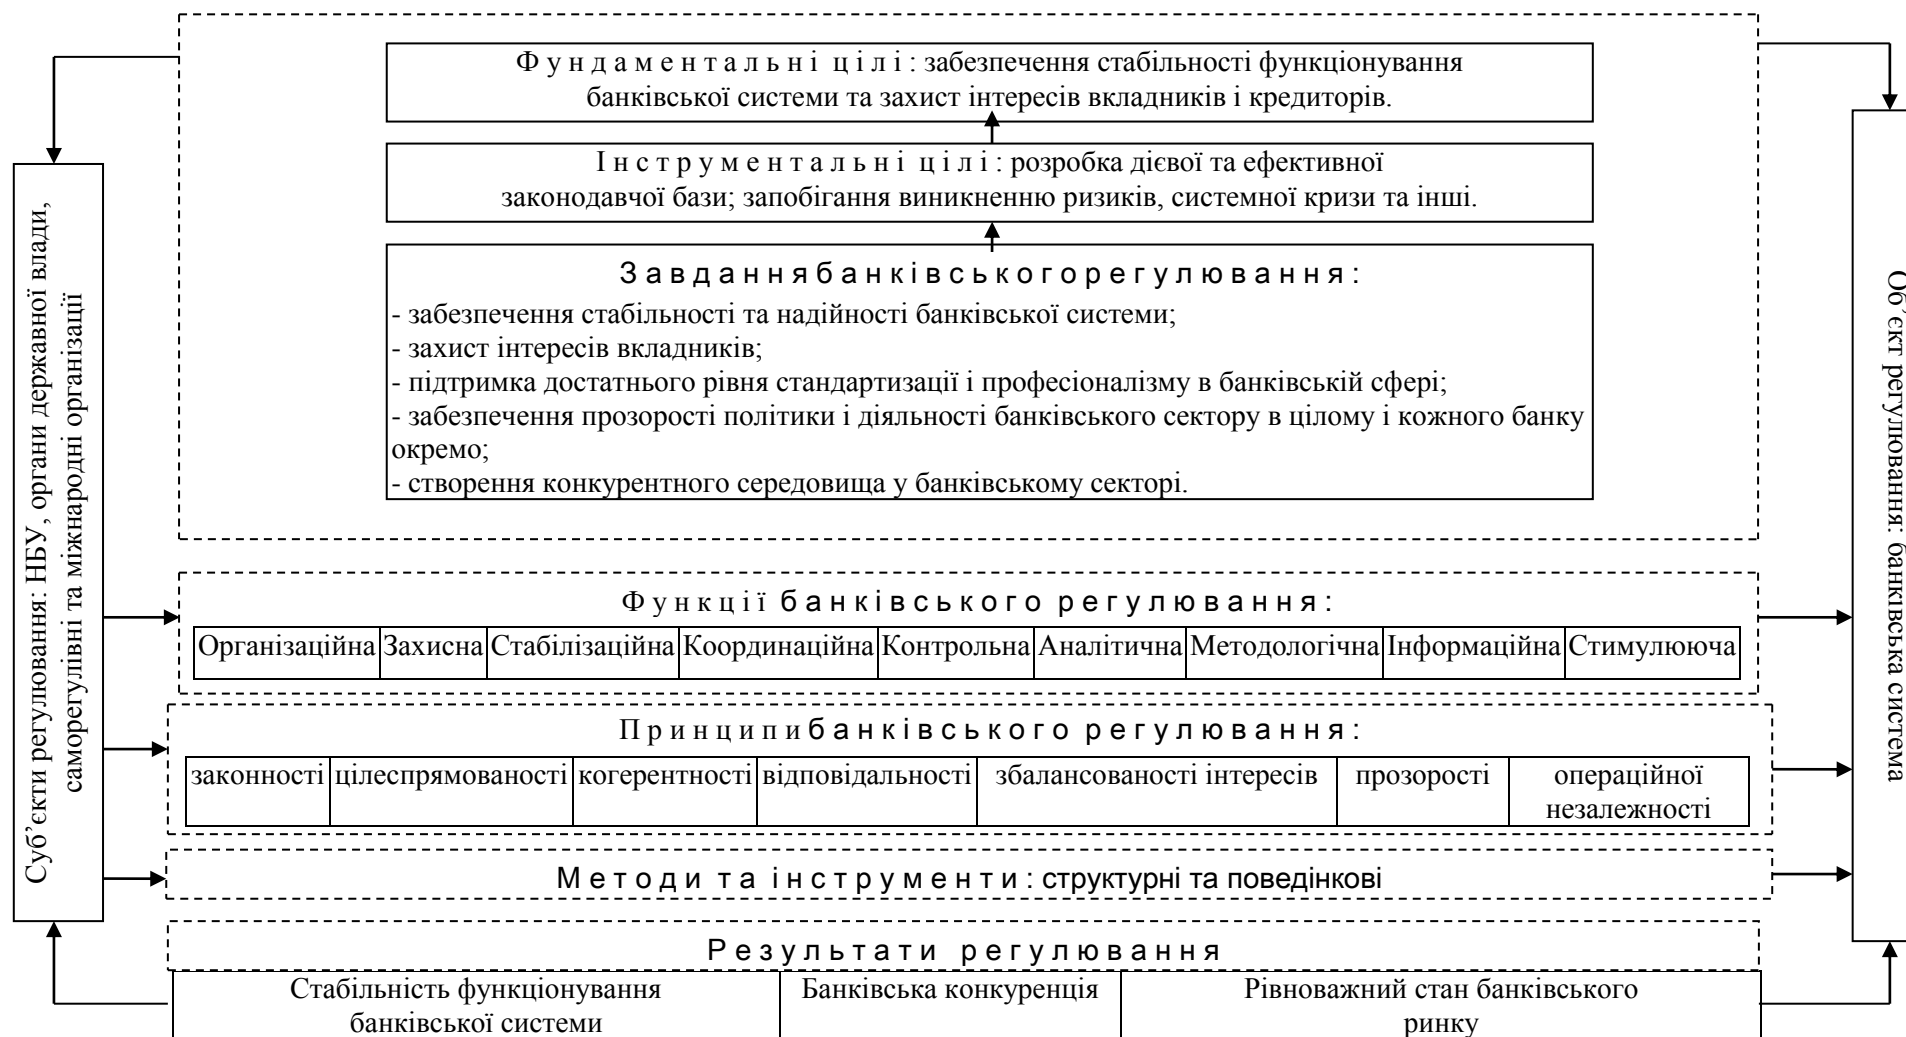 Фундаментальні цілі: забезпечення стабільності функціонування
банківської системи та захист інтересів вкладників і кредиторів.
Інструментальні цілі: розробка дієвої та ефективної
законодавчої бази; запобігання виникненню ризиків, системної кризи та інші.
Завдання банківського регулювання:
- забезпечення стабільності та надійності банківської системи;
- захист інтересів вкладників;
- підтримка достатнього рівня стандартизації і професіоналізму в банківській сфері;
- забезпечення прозорості політики і діяльності банківського сектору в цілому і кожного банку
окремо;
- створення конкурентного середовища у банківському секторі.
Суб’єкти регулювання: НБУ, органи державної влади,
саморегулівні та міжнародні організації
Об´єкт регулювання: банківська система
Функції банківського регулювання:
Організаційна Захисна Стабілізаційна Координаційна Контрольна Аналітична Методологічна Інформаційна Стимулююча
Принципи банківського регулювання:
законності цілеспрямованості когерентності відповідальності збалансованості інтересів прозорості операційної
незалежності
Методи та інструменти: структурні та поведінкові
Результати регулювання
Стабільність функціонування
банківської системи
Банківська конкуренція
Рівноважний стан банківського
ринку